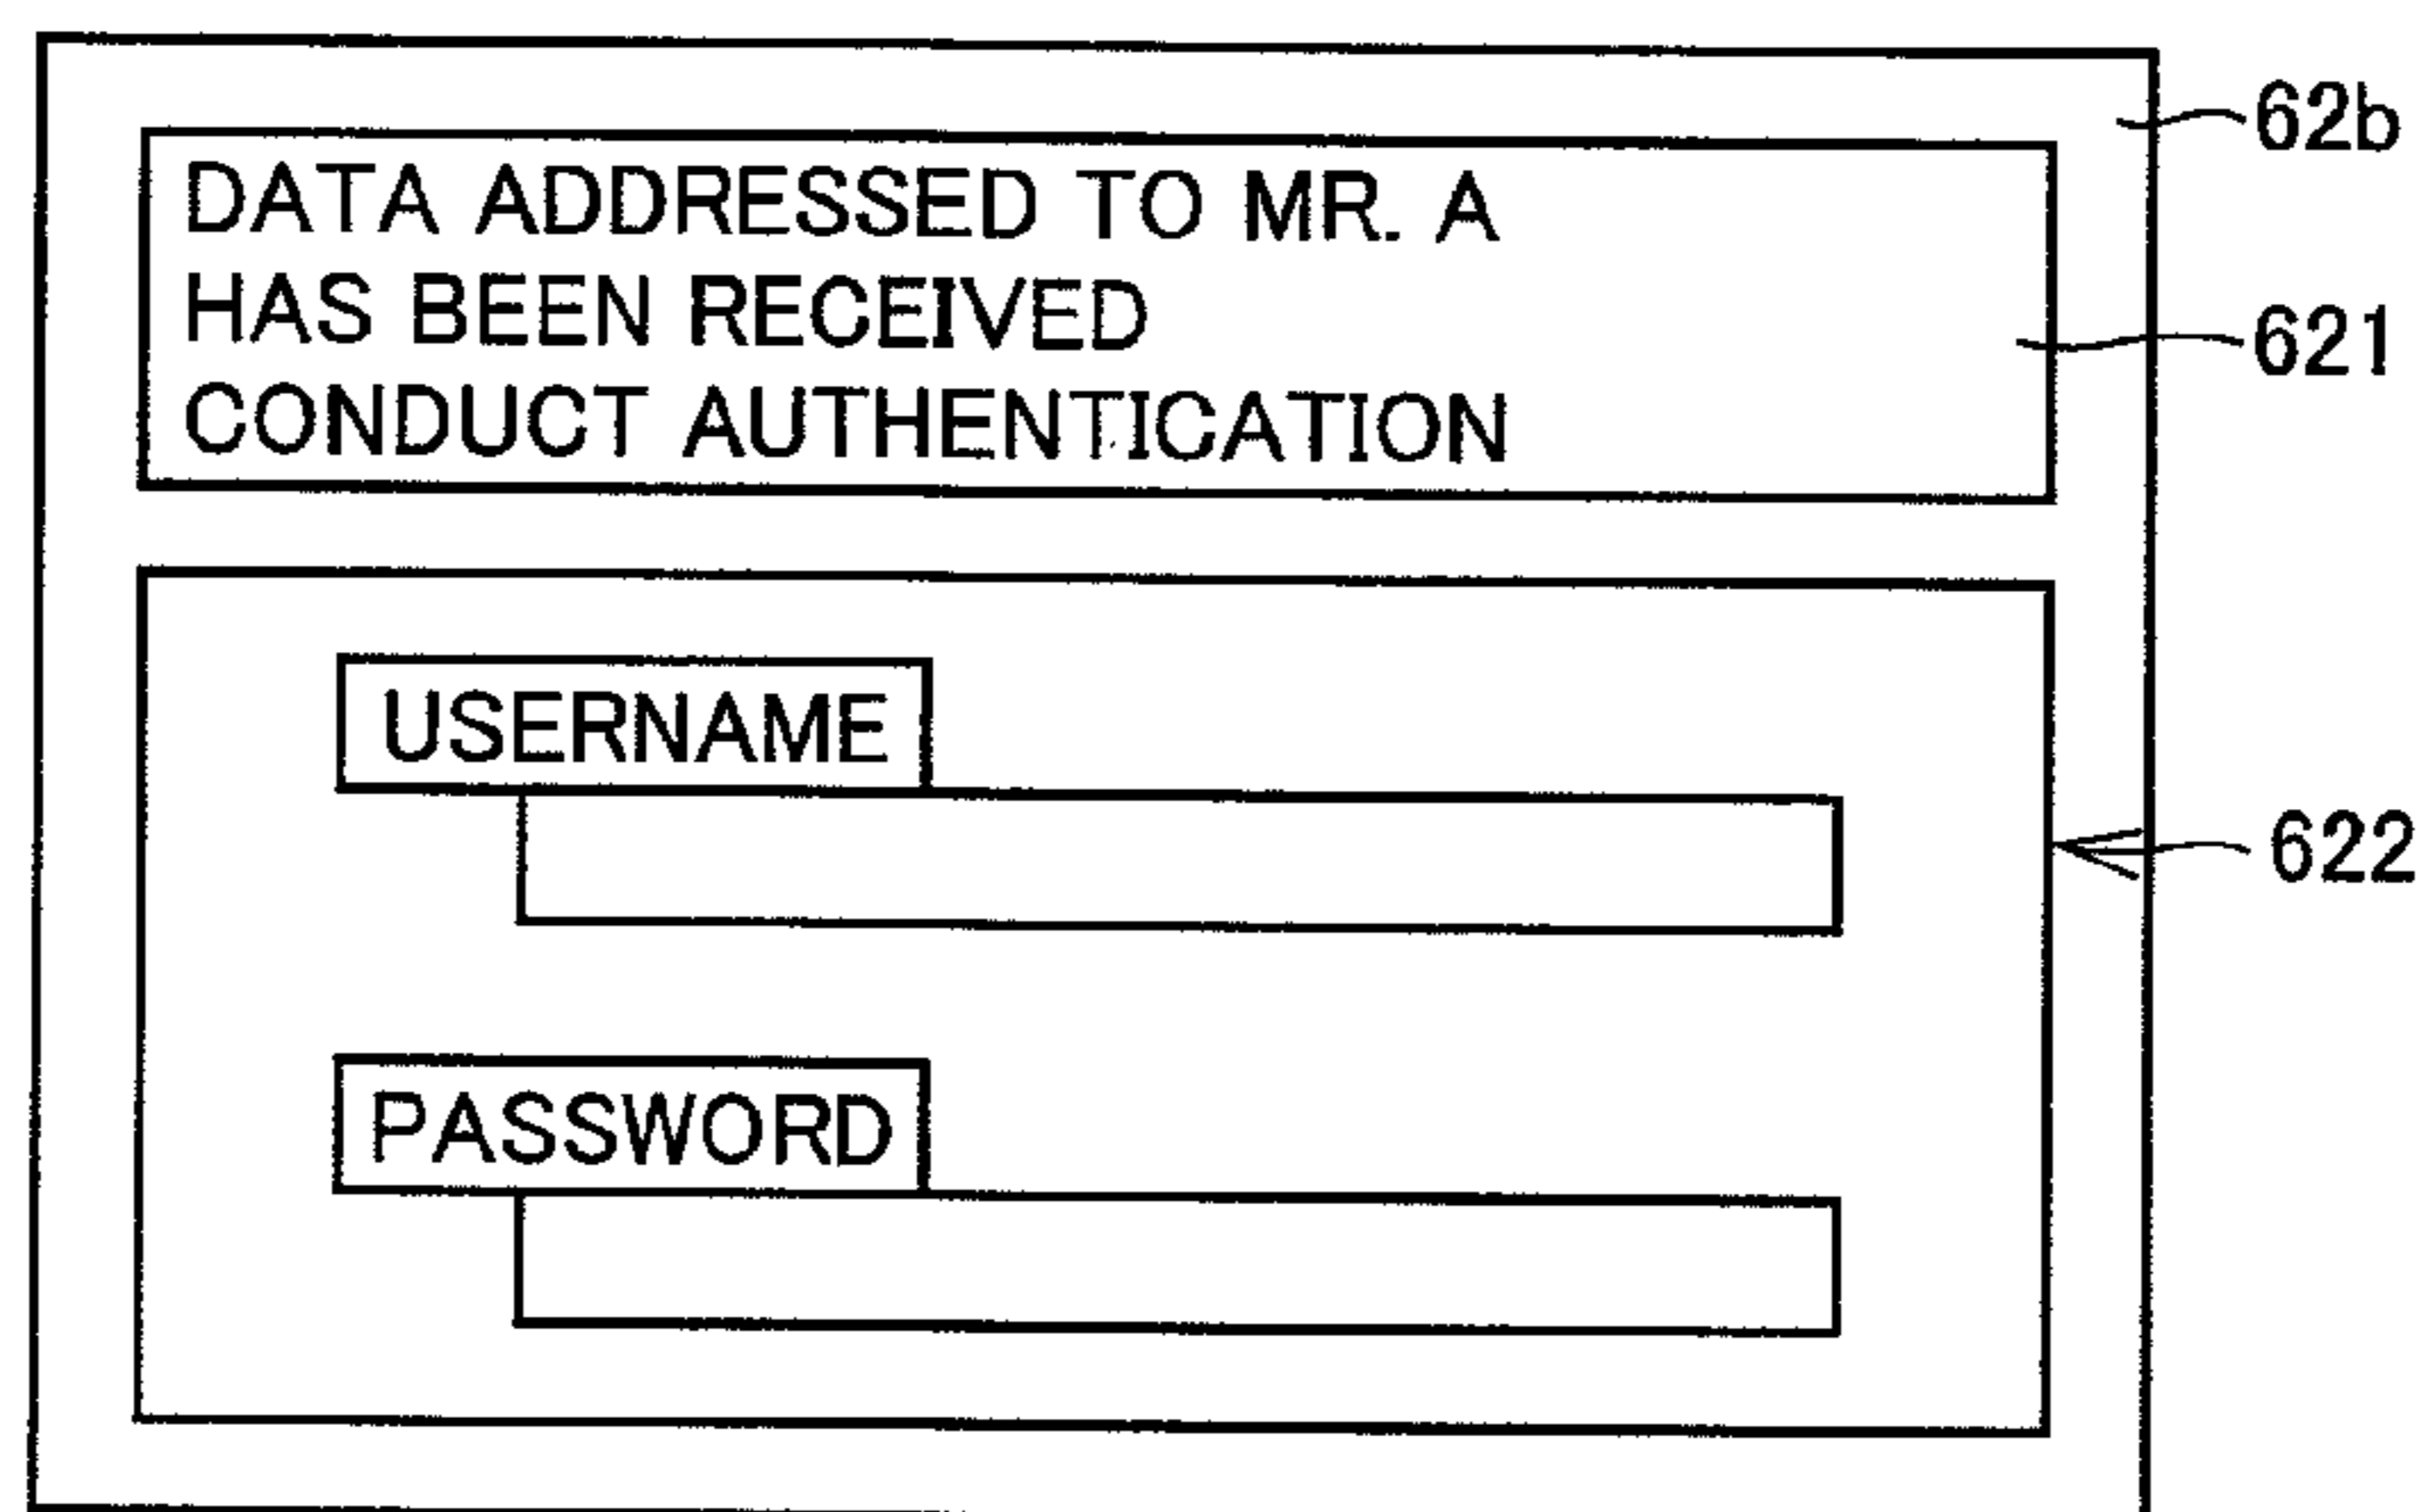 62b
DATA ADDRESSED TO MR. A
HAS BEEN RECEIVED
CONDUCT AUTHENTICATION
621
USERNAME
622
PASSWORD